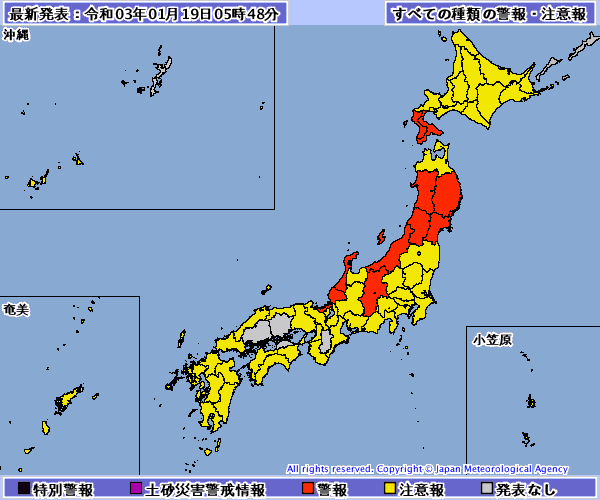 最新発表：令和03年01月19日05時48分
すべての種類の警報・注意報
沖縄
奄美
小笠原
All rights reserved. Copyright © Japan Meteorological Agency
特別警報 土砂災害警戒情報 警報 注意報 発表なし